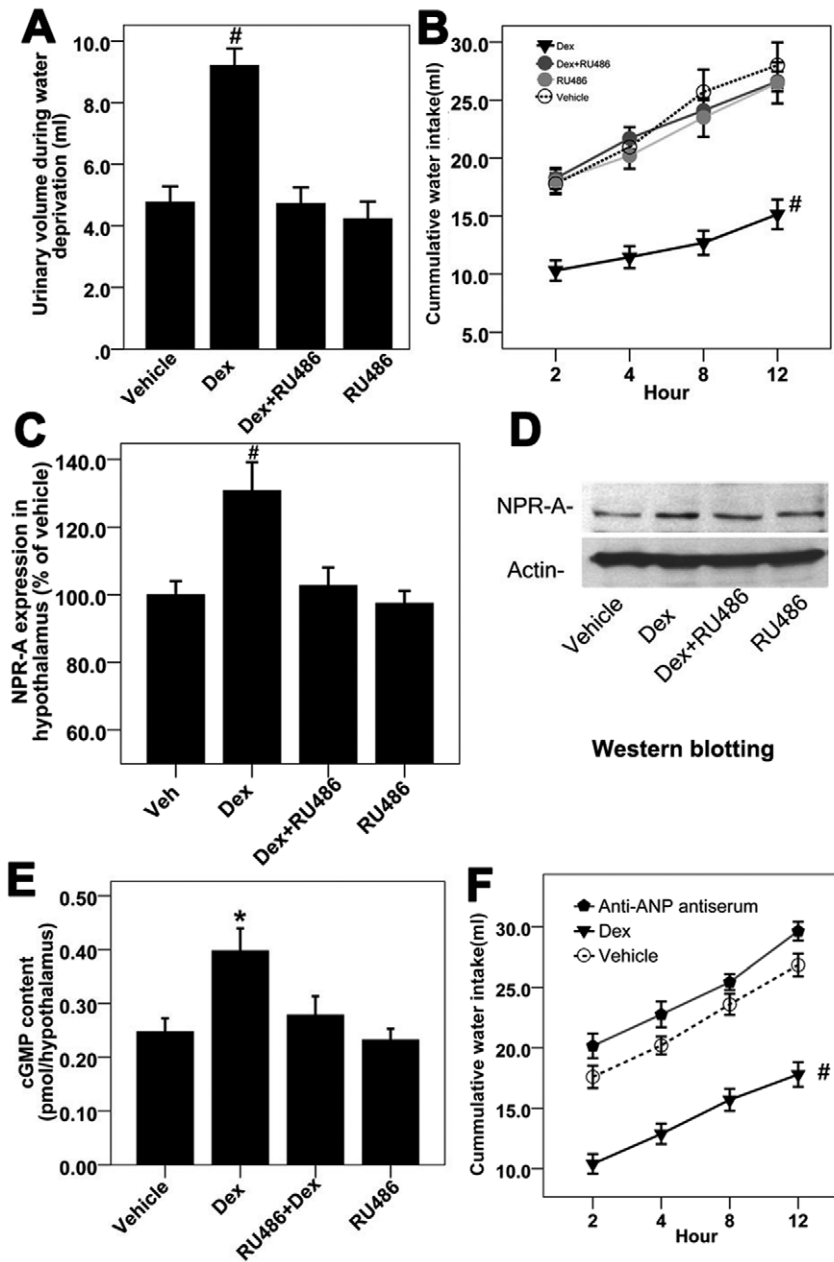 A
Urinary volume during water
deprivation (ml)
10.0
8.0
6.0
4.0
2.0
.0
#
Vehicle
Dex
Dex+RU486
RU486
B
Cummulative water intake(ml)
30.0
25.0
20.0
15.0
10.0
5.0
Dex
Dex+RU486
RU486
Vehicle
#
2
4
8
12
Hour
C
NPR-A expression in
hypothalamus (% of vehicle)
140.0
120.0
100.0
80.0
60.0
#
Veh
Dex
Dex+RU486
RU486
D
NPR-A-
Actin-
Vehicle
Dex
Dex+RU486
RU486
Western blotting
E
cGMP content
(pmol/hypothalamus)
0.50
0.40
0.30
0.20
0.10
0.00
*
Vehicle
Dex
RU486+Dex
RU486
F
Cummulative water intake(ml)
30.0
25.0
20.0
15.0
10.0
Anti-ANP antiserum
Dex
Vehicle
#
2
4
8
12
Hour